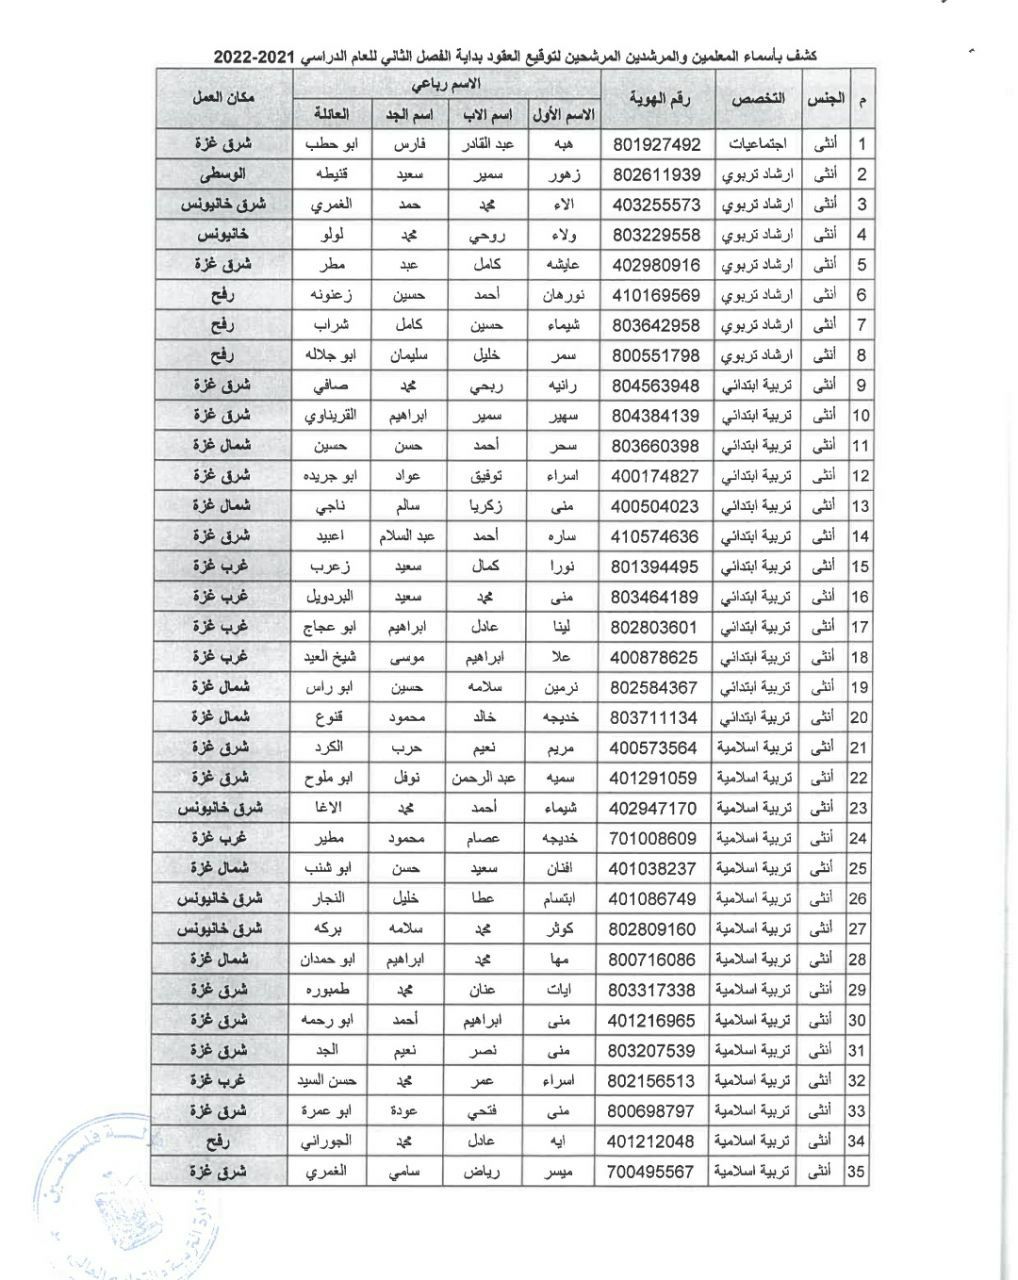 كشف بأسماء المعلمين والمرشدين المرشحين لتوقيع العقود بداية الفصل الثاني للعام الدراسي 2021-2022
م الجنس التخصص رقم الهوية الاسم رباعي مكان العمل
الاسم الأول اسم الاب اسم الجد العائلة
1 أنثى اجتماعيات 801927492 هبه عبد القادر فارس ابو حطب شرق غزة
2 أنثى ارشاد تربوي 802611939 زهور سمير سعيد قنيطه الوسطى
3 أنثى ارشاد تربوي 403255573 الاء محمد حمد الغمري شرق خانيونس
4 أنثى ارشاد تربوي 803229558 ولاء روحي محمد لولو خانيونس
5 أنثى ارشاد تربوي 402980916 عايشه كامل عبد مطر شرق غزة
6 أنثى ارشاد تربوي 410169569 نورهان أحمد حسين زعنونه رفح
7 أنثى ارشاد تربوي 803642958 شيماء حسين كامل شراب رفح
8 أنثى ارشاد تربوي 800551798 سمر خليل سليمان ابو جلاله رفح
9 أنثى تربية ابتدائي 804563948 رانيه ربحي محمد صافي شرق غزة
10 أنثى تربية ابتدائي 804384139 سهير سمير ابراهيم القريناوي شرق غزة
11 أنثى تربية ابتدائي 803660398 سحر أحمد حسن حسين شمال غزة
12 أنثى تربية ابتدائي 400174827 اسراء توفيق عواد ابو جريده شرق غزة
13 أنثى تربية ابتدائي 400504023 منى زكريا سالم ناجي شمال غزة
14 أنثى تربية ابتدائي 410574636 ساره أحمد عبد السلام اعبيد شرق غزة
15 أنثى تربية ابتدائي 801394495 نورا كمال سعيد زعرب غرب غزة
16 أنثى تربية ابتدائي 803464189 منى محمد سعيد البردويل غرب غزة
17 أنثى تربية ابتدائي 802803601 لينا عادل ابراهيم ابو عجاج غرب غزة
18 أنثى تربية ابتدائي 400878625 علا ابراهيم موسى شيخ العيد غرب غزة
19 أنثى تربية ابتدائي 802584367 نرمين سلامه حسين ابو راس شمال غزة
20 أنثى تربية ابتدائي 803711134 خديجه خالد محمود قنوع شمال غزة
21 أنثى تربية اسلامية 400573564 مريم نعيم حرب الكرد شرق غزة
22 أنثى تربية اسلامية 401291059 سميه عبد الرحمن نوفل ابو ملوح شرق غزة
23 أنثى تربية اسلامية 402947170 شيماء أحمد محمد الاغا شرق خانيونس
24 أنثى تربية اسلامية 701008609 خديجه عصام محمود مطير غرب غزة
25 أنثى تربية اسلامية 401038237 افنان سعيد حسن ابو شنب شمال غزة
26 أنثى تربية اسلامية 401086749 ابتسام عطا خليل النجار شرق خانيونس
27 أنثى تربية اسلامية 802809160 كوثر محمد سلامه بركه شرق خانيونس
28 أنثى تربية اسلامية 800716086 مها محمد ابراهيم ابو حمدان شمال غزة
29 أنثى تربية اسلامية 803317338 ايات عنان محمد طمبوره شرق غزة
30 أنثى تربية اسلامية 401216965 منى ابراهيم أحمد ابو رحمه شرق غزة
31 أنثى تربية اسلامية 803207539 منى نصر نعيم الجد شرق غزة
32 أنثى تربية اسلامية 802156513 اسراء عمر محمد حسن السيد غرب غزة
33 أنثى تربية اسلامية 800698797 منى فتحي عودة ابو عمرة شرق غزة
34 أنثى تربية اسلامية 401212048 ايه عادل محمد الجوراني رفح
35 أنثى تربية اسلامية 700495567 ميسر رياض سامي الغمري شرق غزة